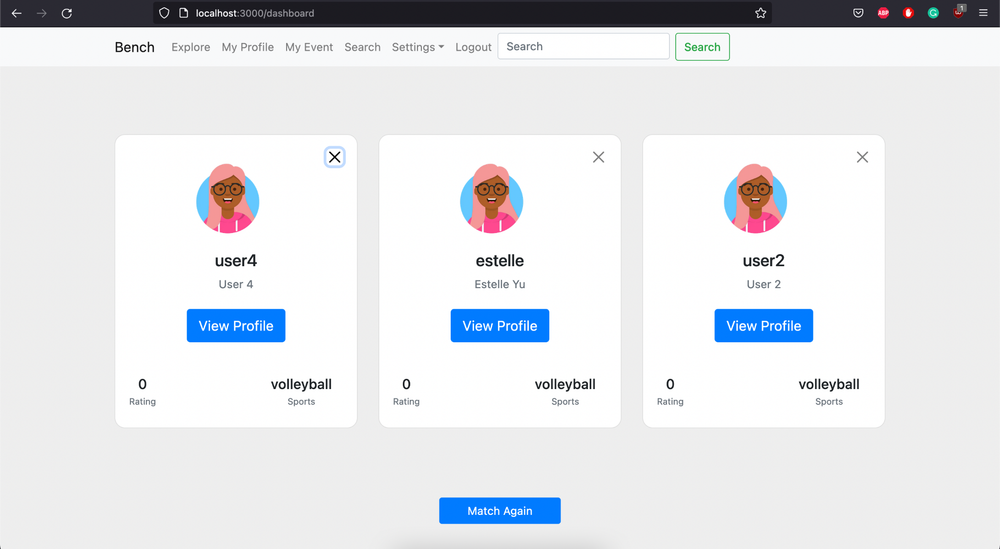 localhost:3000/dashboard
ABP
1
Bench Explore My Profile My Event Search Settings Logout Search Search
user4
User 4
View Profile
0 volleyball
Rating Sports
estelle
Estelle Yu
View Profile
0 volleyball
Rating Sports
user2
User 2
View Profile
0 volleyball
Rating Sports
Match Again